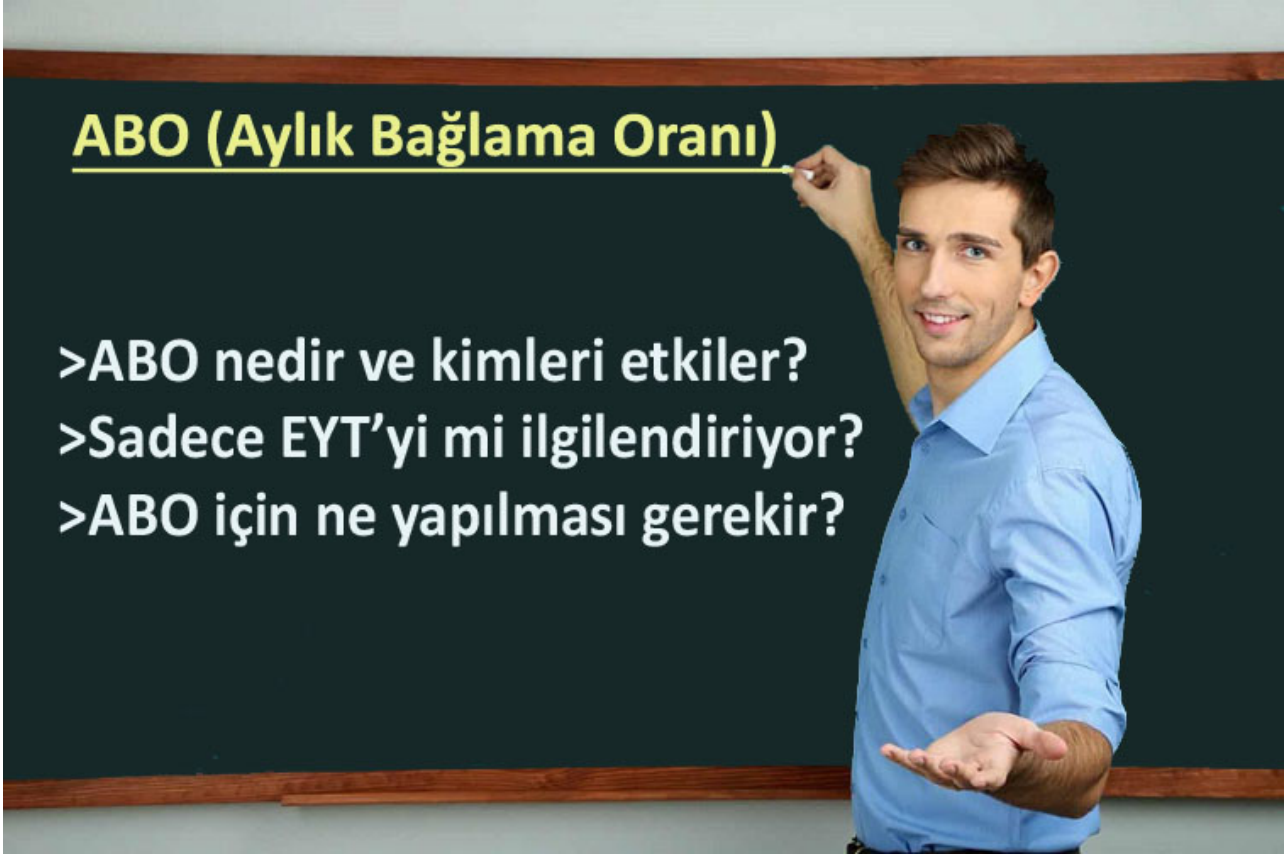 ABO (Aylık Bağlama Oranı)
>ABO nedir ve kimleri etkiler?
>Sadece EYT’yi mi ilgilendiriyor?
>ABO için ne yapılması gerekir?